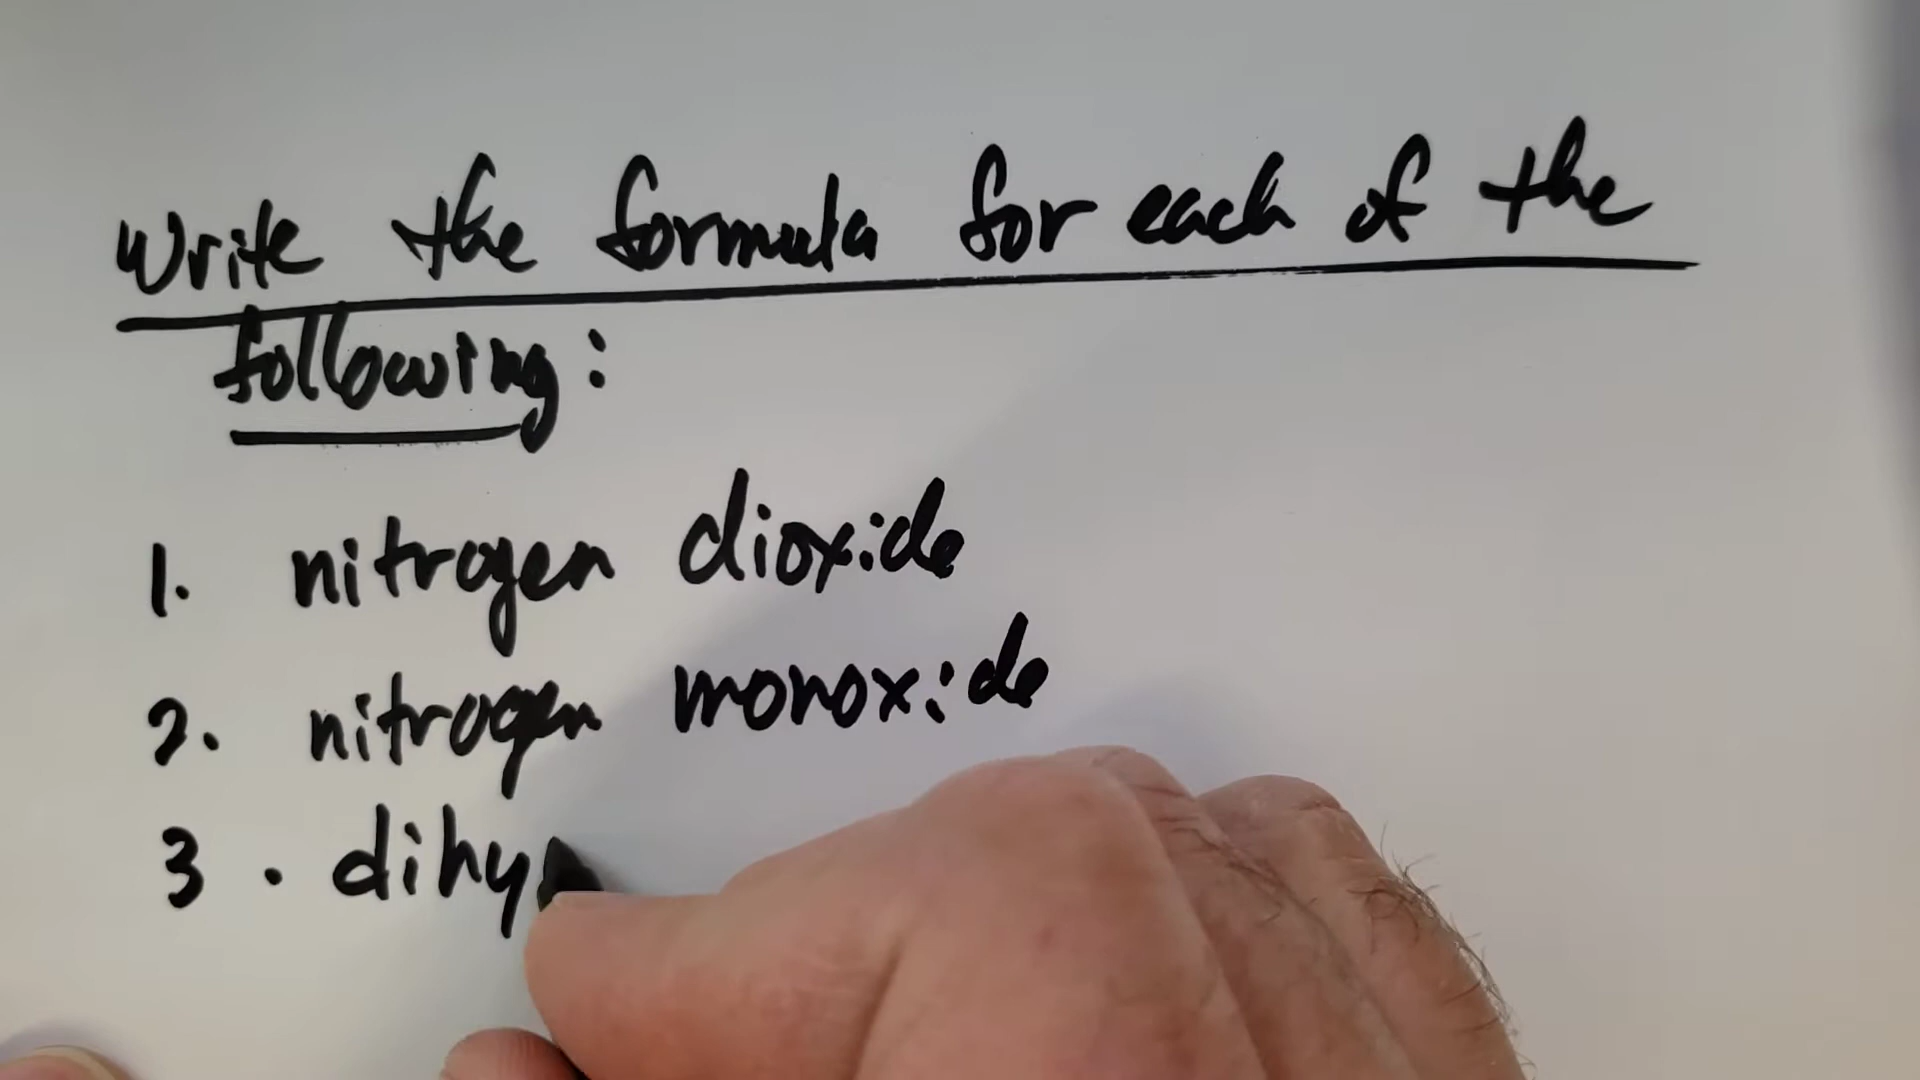 Write the formula for each of the
following:
1. nitrogen dioxide
2. nitrogen monoxide
3. dihy